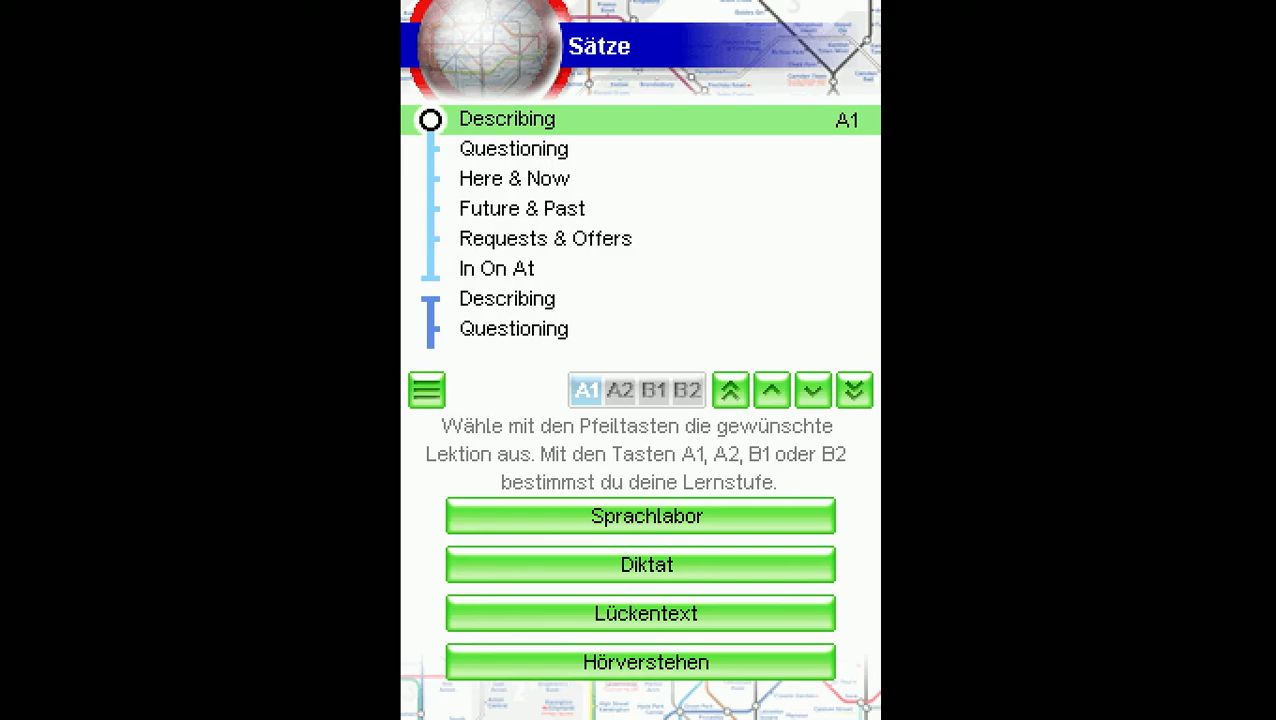 Sätze
Describing A1
Questioning
Here & Now
Future & Past
Requests & Offers
In On At
Describing
Questioning
A1 A2 B1 B2
Wähle mit den Pfeiltasten die gewünschte
Lektion aus. Mit den Tasten A1, A2, B1 oder B2
bestimmst du deine Lernstufe.
Sprachlabor
Diktat
Lückentext
Hörverstehen